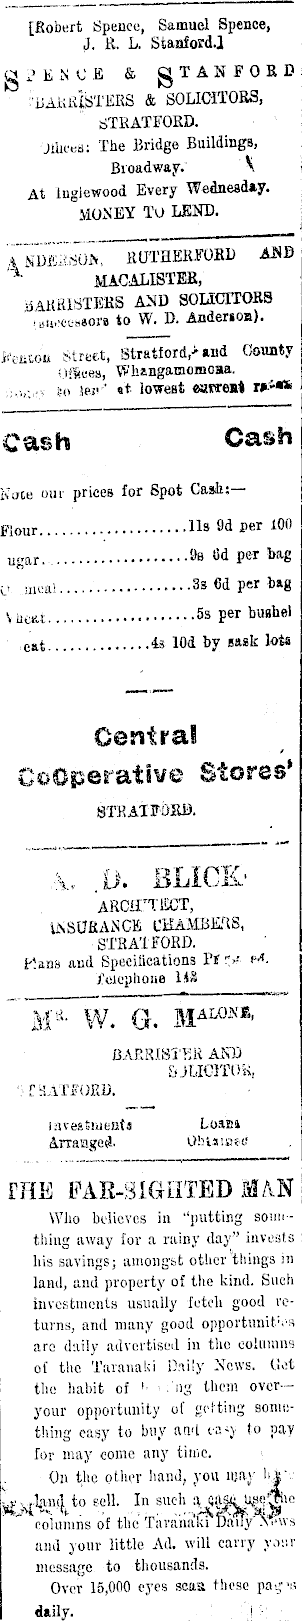 [Robert Spence, Samuel Spence,
J. R. L. Stanford.]
SPENCE & STANFORD
BARRISTERS & SOLICITORS,
STRATFORD.
Offices: The Bridge Buildings,
Broadway.
At Inglewood Every Wednesday.
MONEY TO LEND.
ANDERSON, RUTHERFORD AND
MACALISTER,
BARRISTERS AND SOLICITORS
(successors to W. D. Anderson).
Fenton Street, Stratford, and County
Offices, Whangamomona.
to lend at lowest current rates
Cash Cash
Note our prices for Spot Cash:—
Flour...................11s 9d per 100
ugar....................9s 6d per bag
meal..................3s 6d per bag
Wheat....................5s per bushel
eat..............4s 10d by sask lots
Central
CoOperative Stores'
STRATFORD.
A. D. BLICK
ARCHITECT,
INSURANCE CHAMBERS,
STRATFORD.
Plans and Specifications
Telephone 142
MR. W. G. MALONE,
BARRISTER AND
SOLICITOR,
STRATFORD.
Investments Loans
Arranged. Obtained
THE FAR-SIGHTED MAN
Who believes in "putting some-
thing away for a rainy day" invests
his savings; amongst other things in
land, and property of the kind. Such
investments usually fetch good re-
turns, and many good opportunities
are daily advertised in the columns
of the Taranaki Daily News. Get
the habit of them over—
your opportunity of getting some-
thing easy to buy and easy to pay
for may come any time.
On the other hand, you may have
land to sell. In such a case use the
columns of the Taranaki Daily News
and your little Ad. will carry your
message to thousands.
Over 15,000 eyes scan these pages
daily.